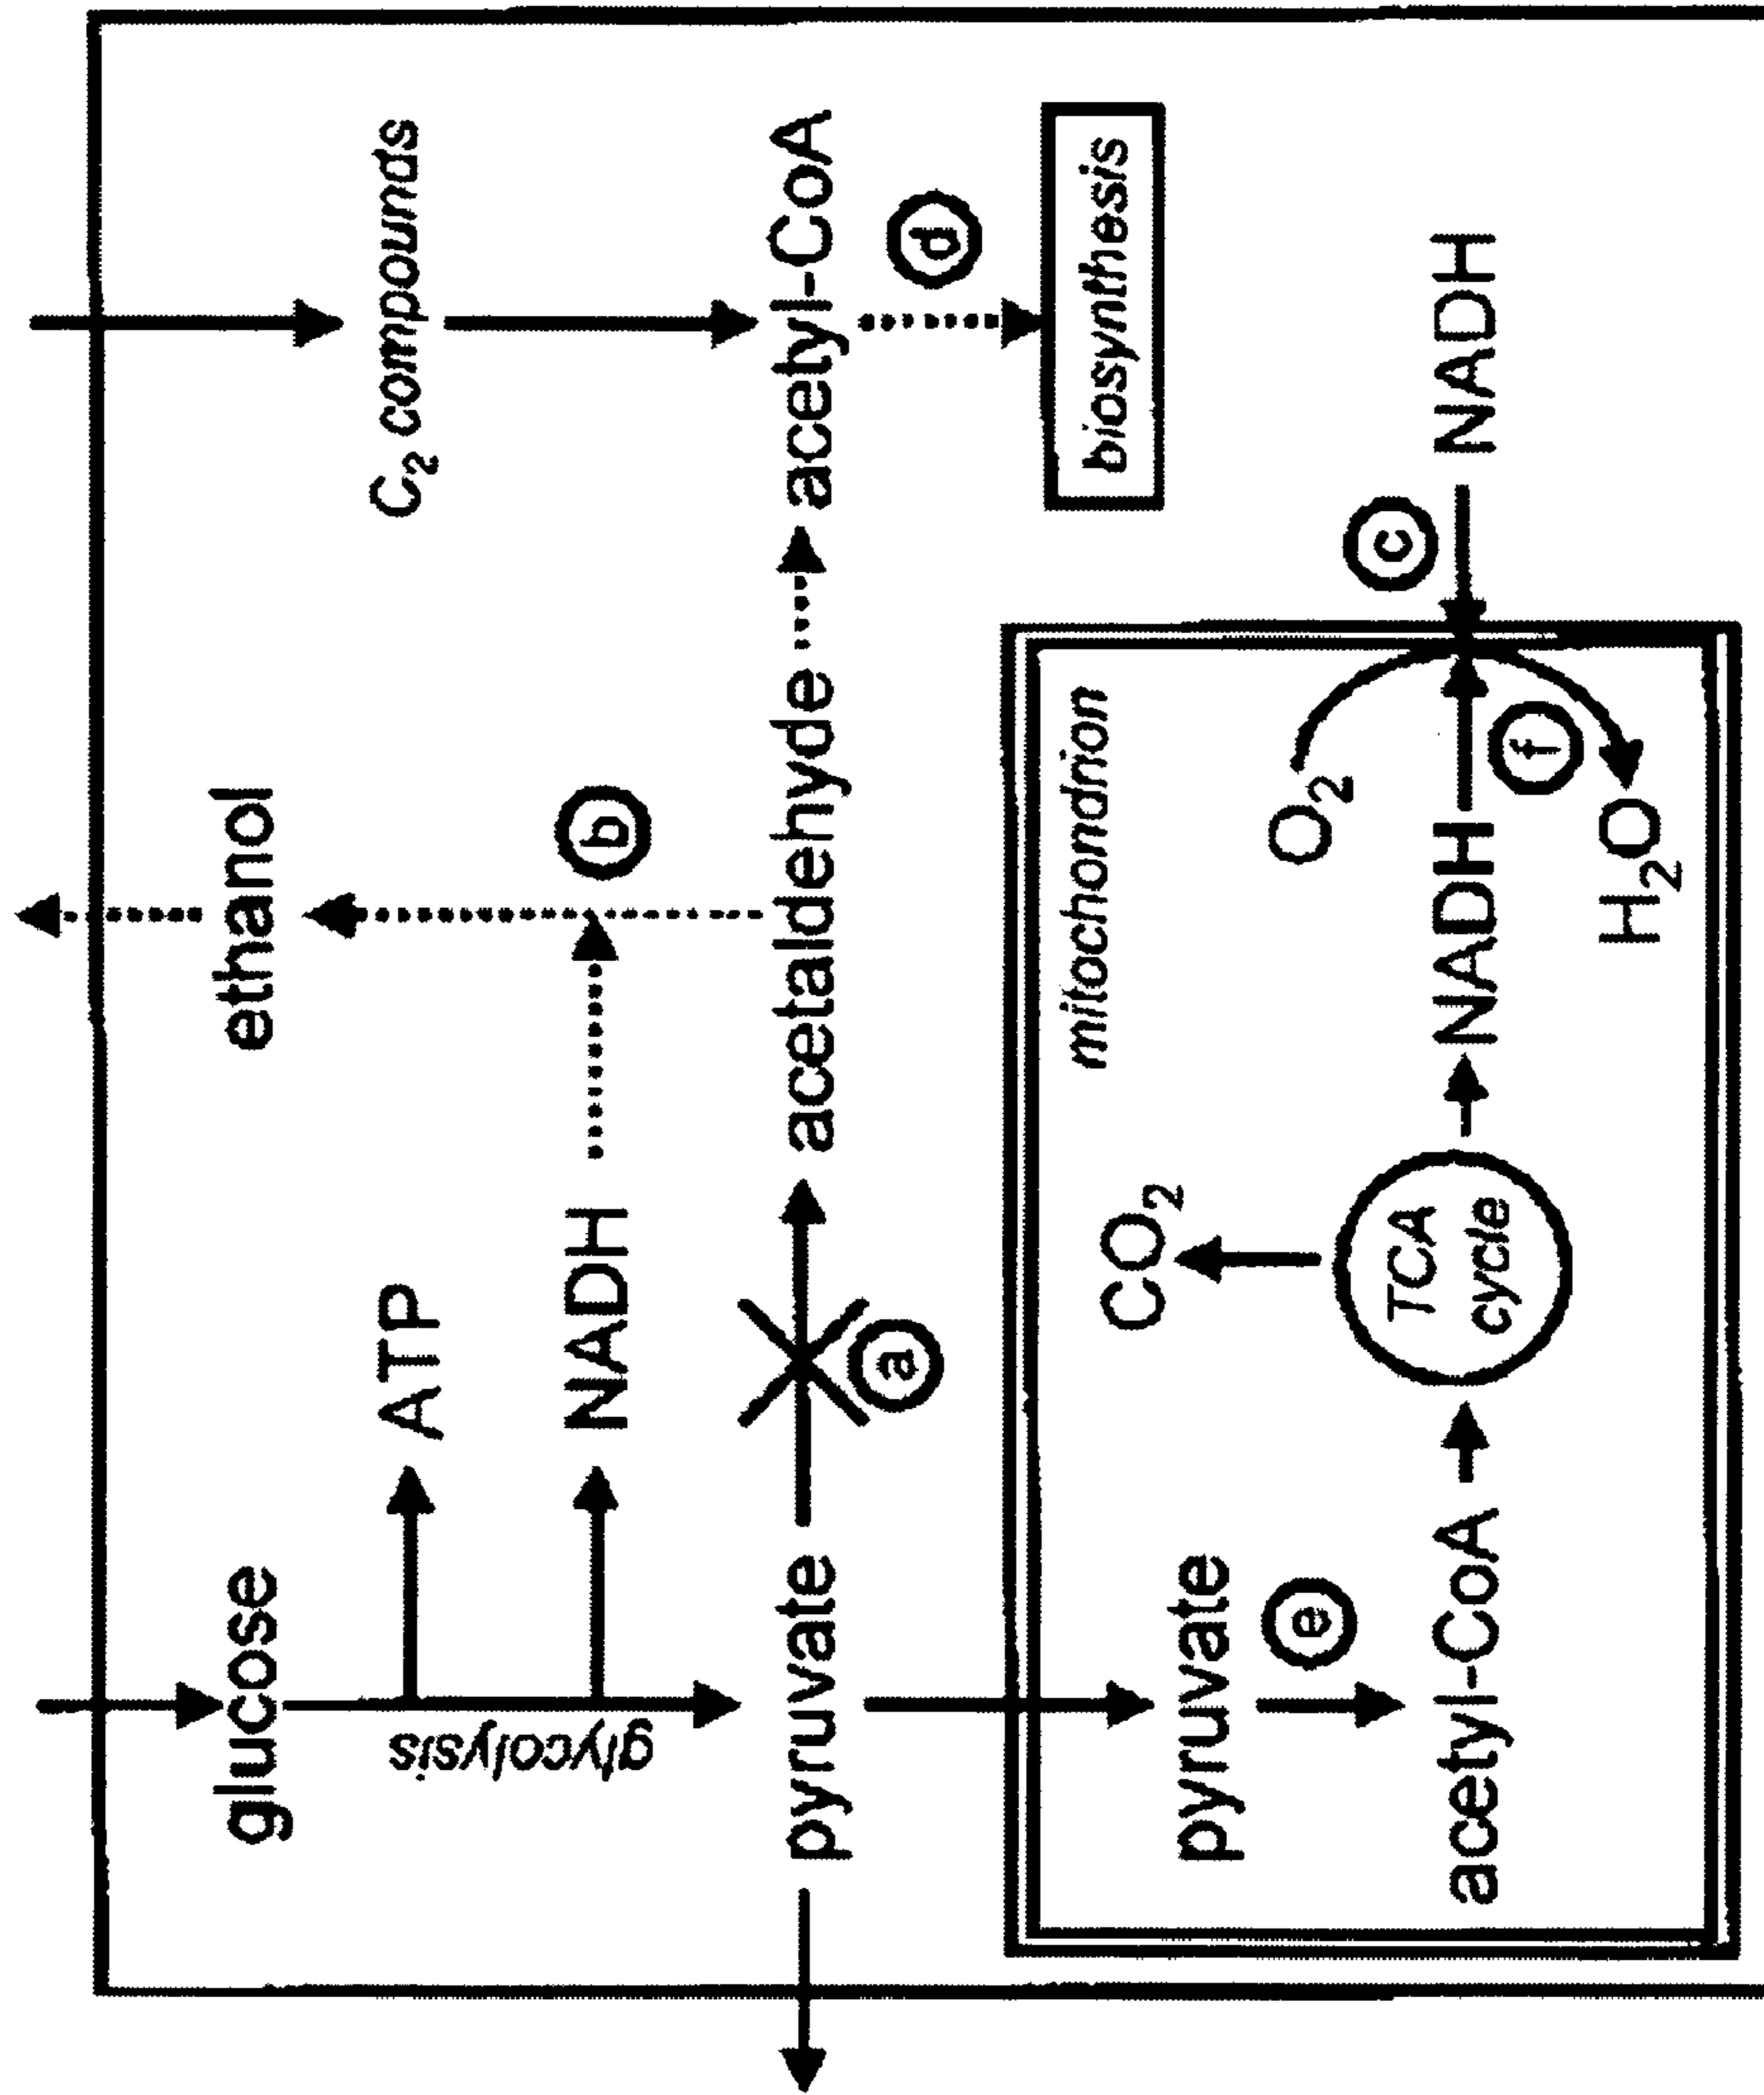 glucose
ethanol
C₂ compounds
ATP
glycolysis
NADH
b
pyruvate
acetaldehyde
acetyl-CoA
a
d
biosynthesis
mitochondrion
pyruvate
CO₂
e
O₂
c
acetyl-CoA
TCA
cycle
NADH
NADH
f
H₂O